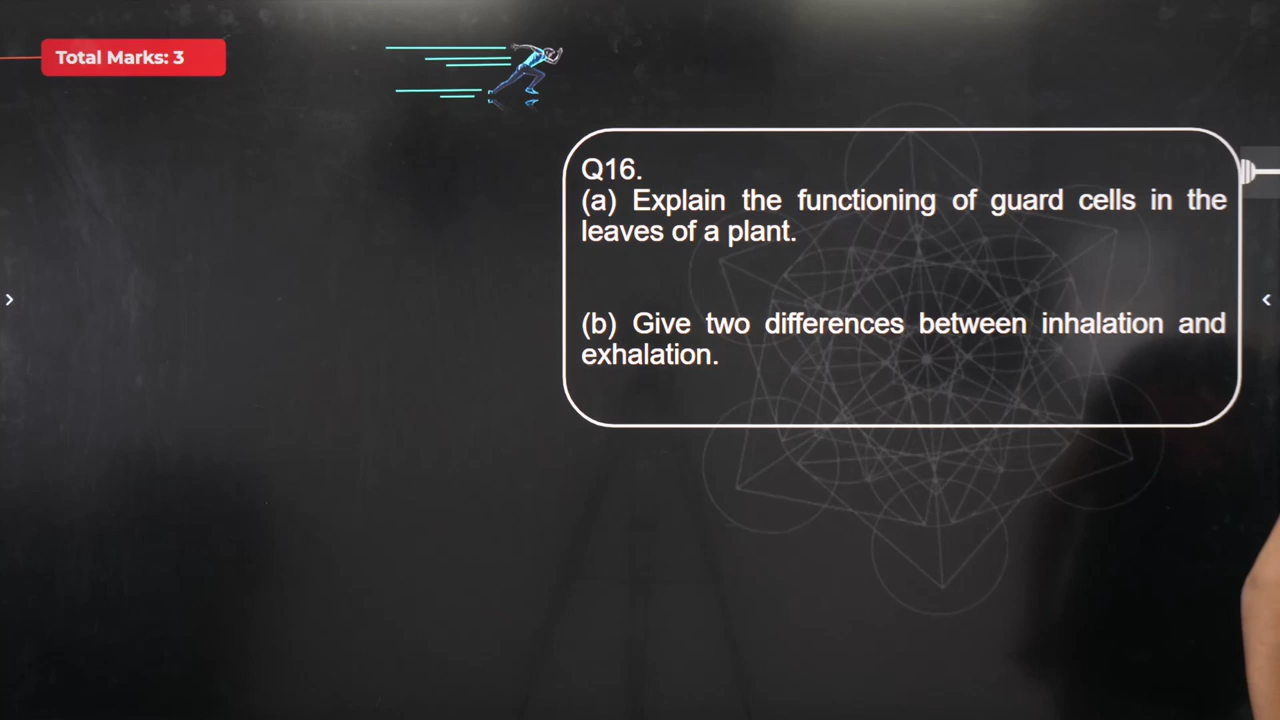 Total Marks: 3
Q16.
(a) Explain the functioning of guard cells in the
leaves of a plant.
(b) Give two differences between inhalation and
exhalation.